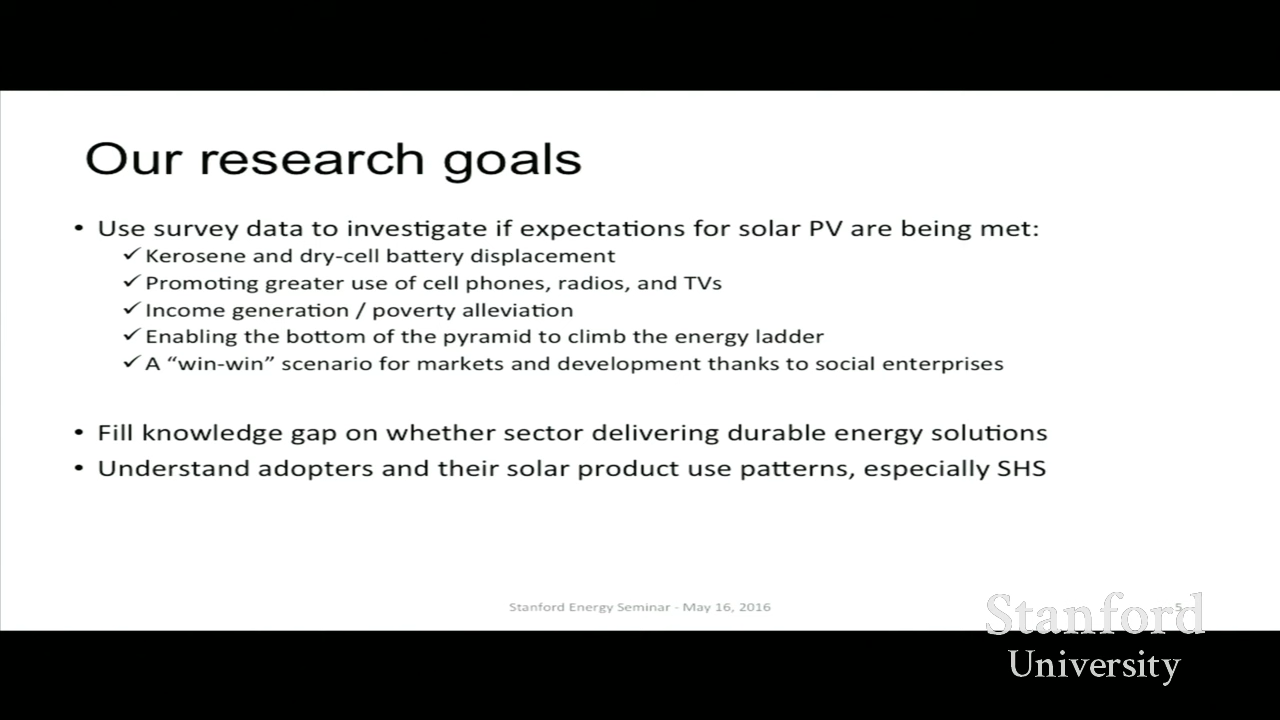 Our research goals
• Use survey data to investigate if expectations for solar PV are being met:
✓ Kerosene and dry-cell battery displacement
✓ Promoting greater use of cell phones, radios, and TVs
✓ Income generation / poverty alleviation
✓ Enabling the bottom of the pyramid to climb the energy ladder
✓ A “win-win” scenario for markets and development thanks to social enterprises
• Fill knowledge gap on whether sector delivering durable energy solutions
• Understand adopters and their solar product use patterns, especially SHS
Stanford Energy Seminar - May 16, 2016
5
Stanford
University